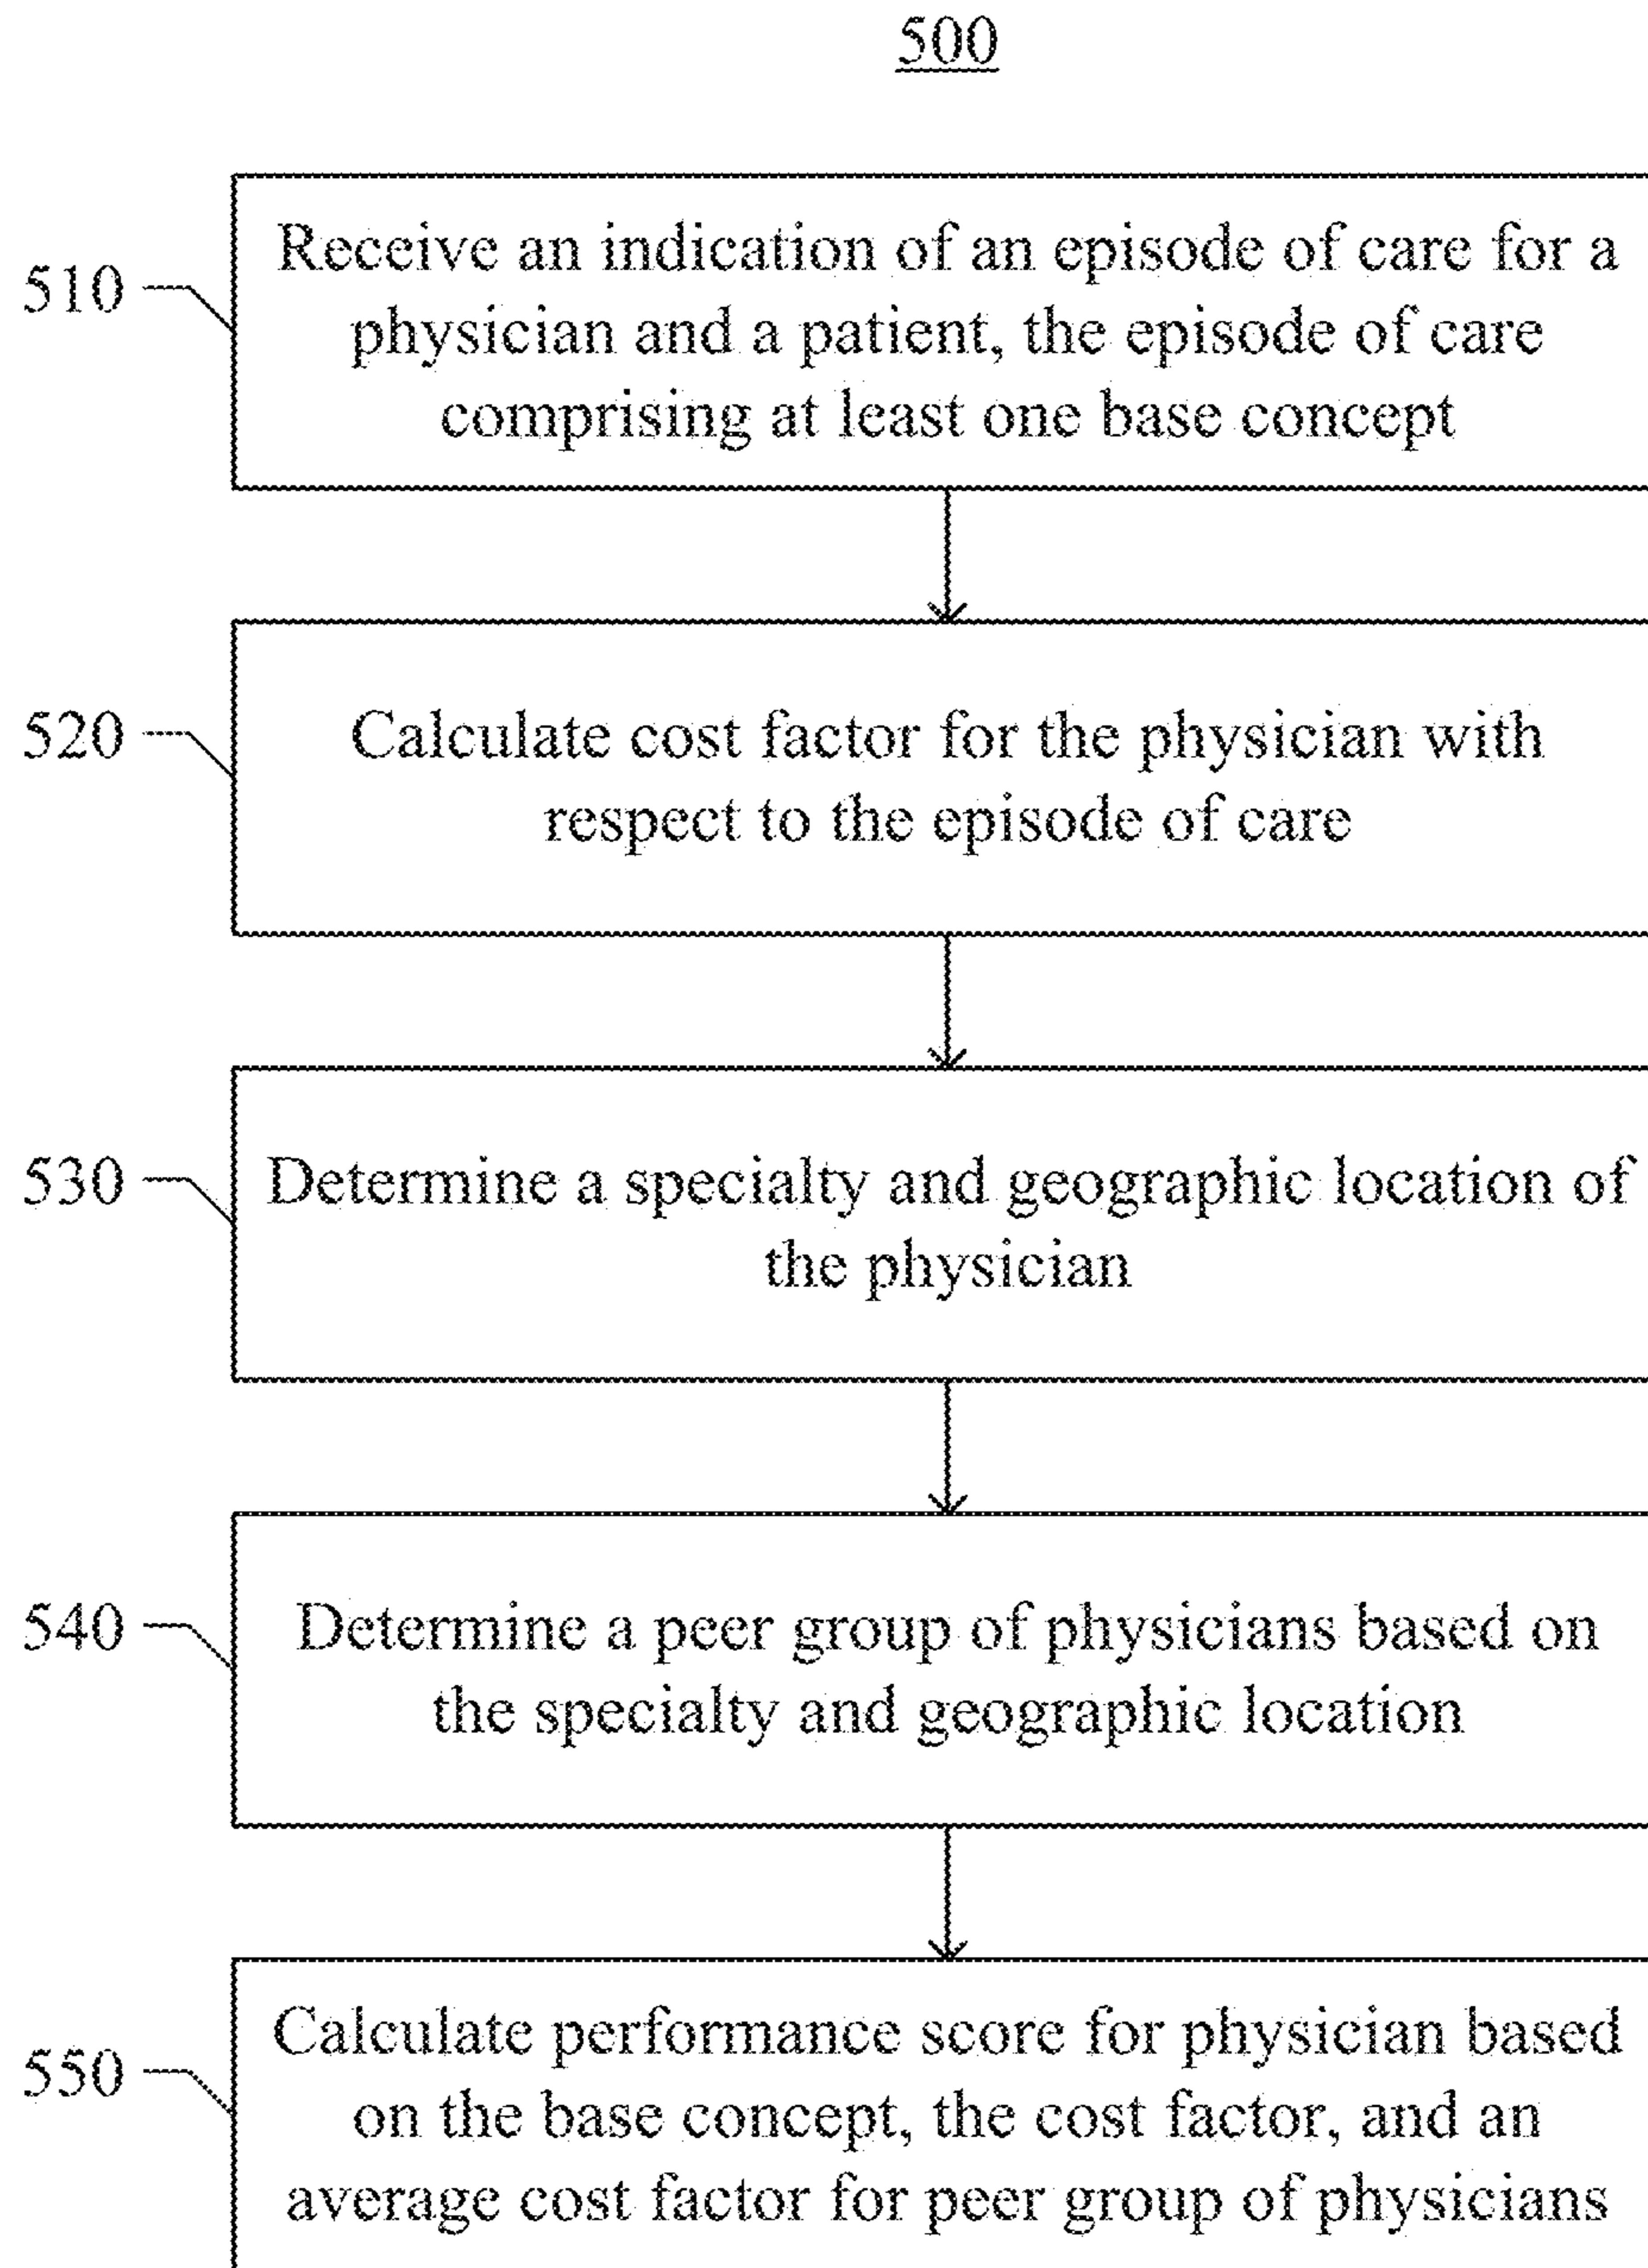 500
510
Receive an indication of an episode of care for a
physician and a patient, the episode of care
comprising at least one base concept
520
Calculate cost factor for the physician with
respect to the episode of care
530
Determine a specialty and geographic location of
the physician
540
Determine a peer group of physicians based on
the specialty and geographic location
550
Calculate performance score for physician based
on the base concept, the cost factor, and an
average cost factor for peer group of physicians